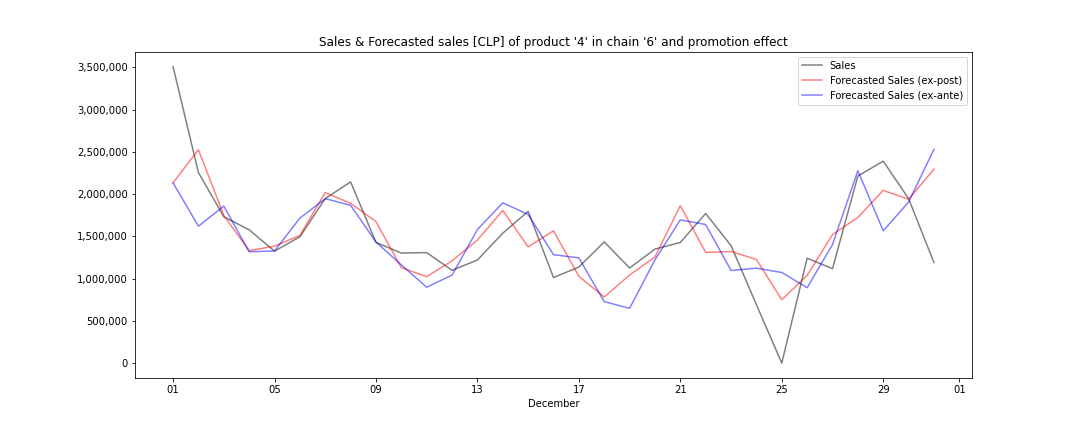 Sales & Forecasted sales [CLP] of product '4' in chain '6' and promotion effect
Sales
Forecasted Sales (ex-post)
Forecasted Sales (ex-ante)
3,500,000
3,000,000
2,500,000
2,000,000
1,500,000
1,000,000
500,000
0
01 05 09 13 17 21 25 29 01
December